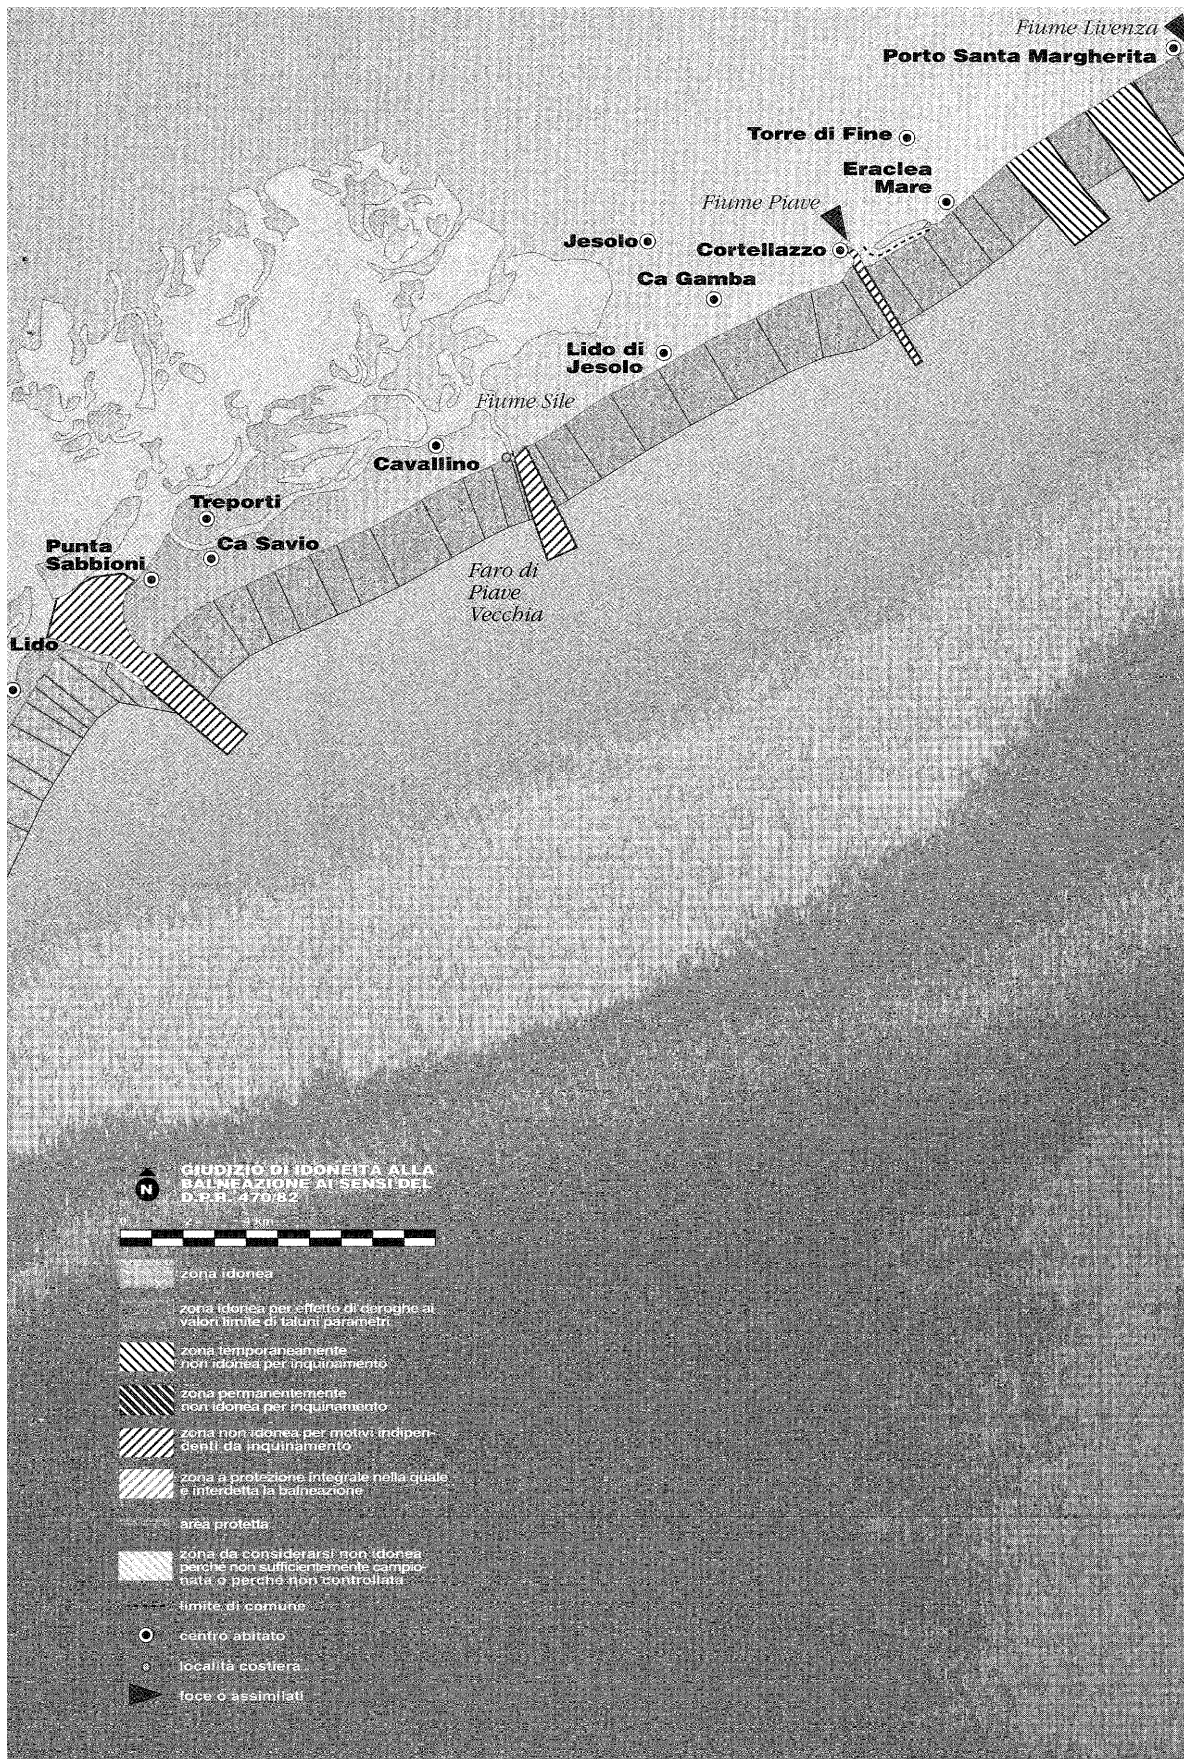 Fiume Livenza
Porto Santa Margherita
Torre di Fine
Eraclea
Mare
Fiume Piave
Jesolo
Cortellazzo
Ca Gamba
Lido di
Jesolo
Fiume Sile
Cavallino
Treporti
Ca Savio
Punta
Sabbioni
Faro di
Piave
Vecchia
Lido
GIUDIZIO DI IDONEITA ALLA
BALNEAZIONE AI SENSI DEL
D.P.R. 470/82
N
0 2 4 km
zona idonea
zona idonea per effetto di deroghe ai
valori limite di taluni parametri
zona temporaneamente
non idonea per inquinamento
zona permanentemente
non idonea per inquinamento
zona non idonea per motivi indipen-
denti da inquinamento
zona a protezione integrale nella quale
è interdetta la balneazione
area protetta
zona da considerarsi non idonea
perché non sufficientemente campio-
nata o perché non controllata
limite di comune
centro abitato
località costiera
foce o assimilati